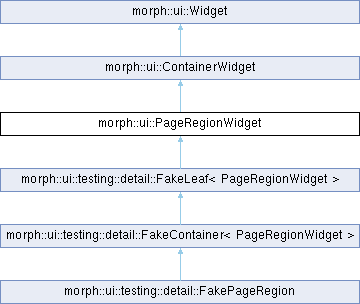 morph::ui::Widget
morph::ui::ContainerWidget
morph::ui::PageRegionWidget
morph::ui::testing::detail::FakeLeaf< PageRegionWidget >
morph::ui::testing::detail::FakeContainer< PageRegionWidget >
morph::ui::testing::detail::FakePageRegion